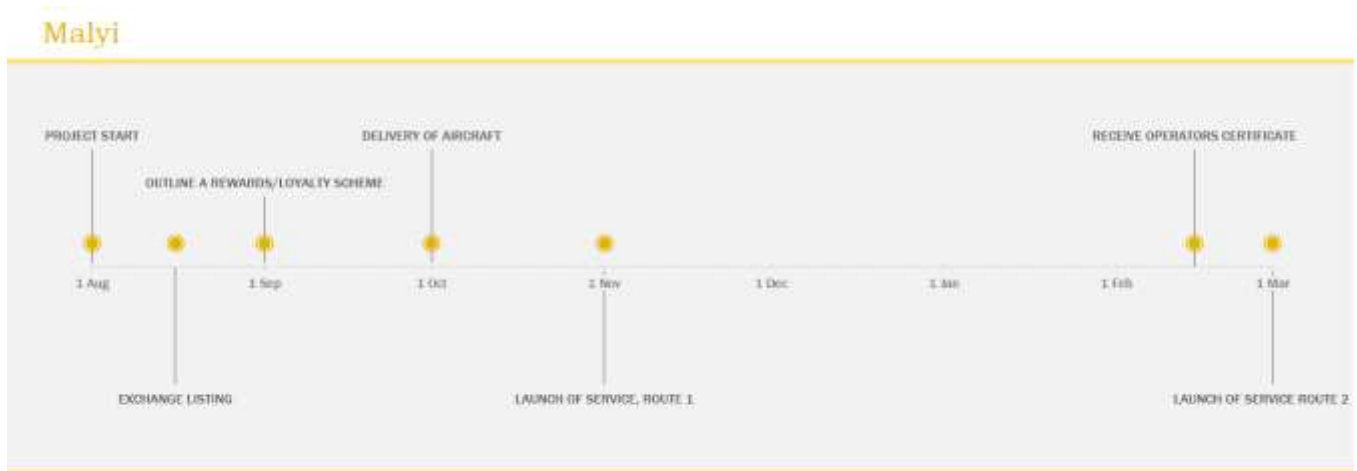 Malyi
PROJECT START
DELIVERY OF AIRCRAFT
RECEIVE OPERATORS CERTIFICATE
OUTLINE A REWARDS/LOYALTY SCHEME
1 Aug
1 Sep
1 Oct
1 Nov
1 Dec
1 Jan
1 Feb
1 Mar
EXCHANGE LISTING
LAUNCH OF SERVICE, ROUTE 1
LAUNCH OF SERVICE ROUTE 2